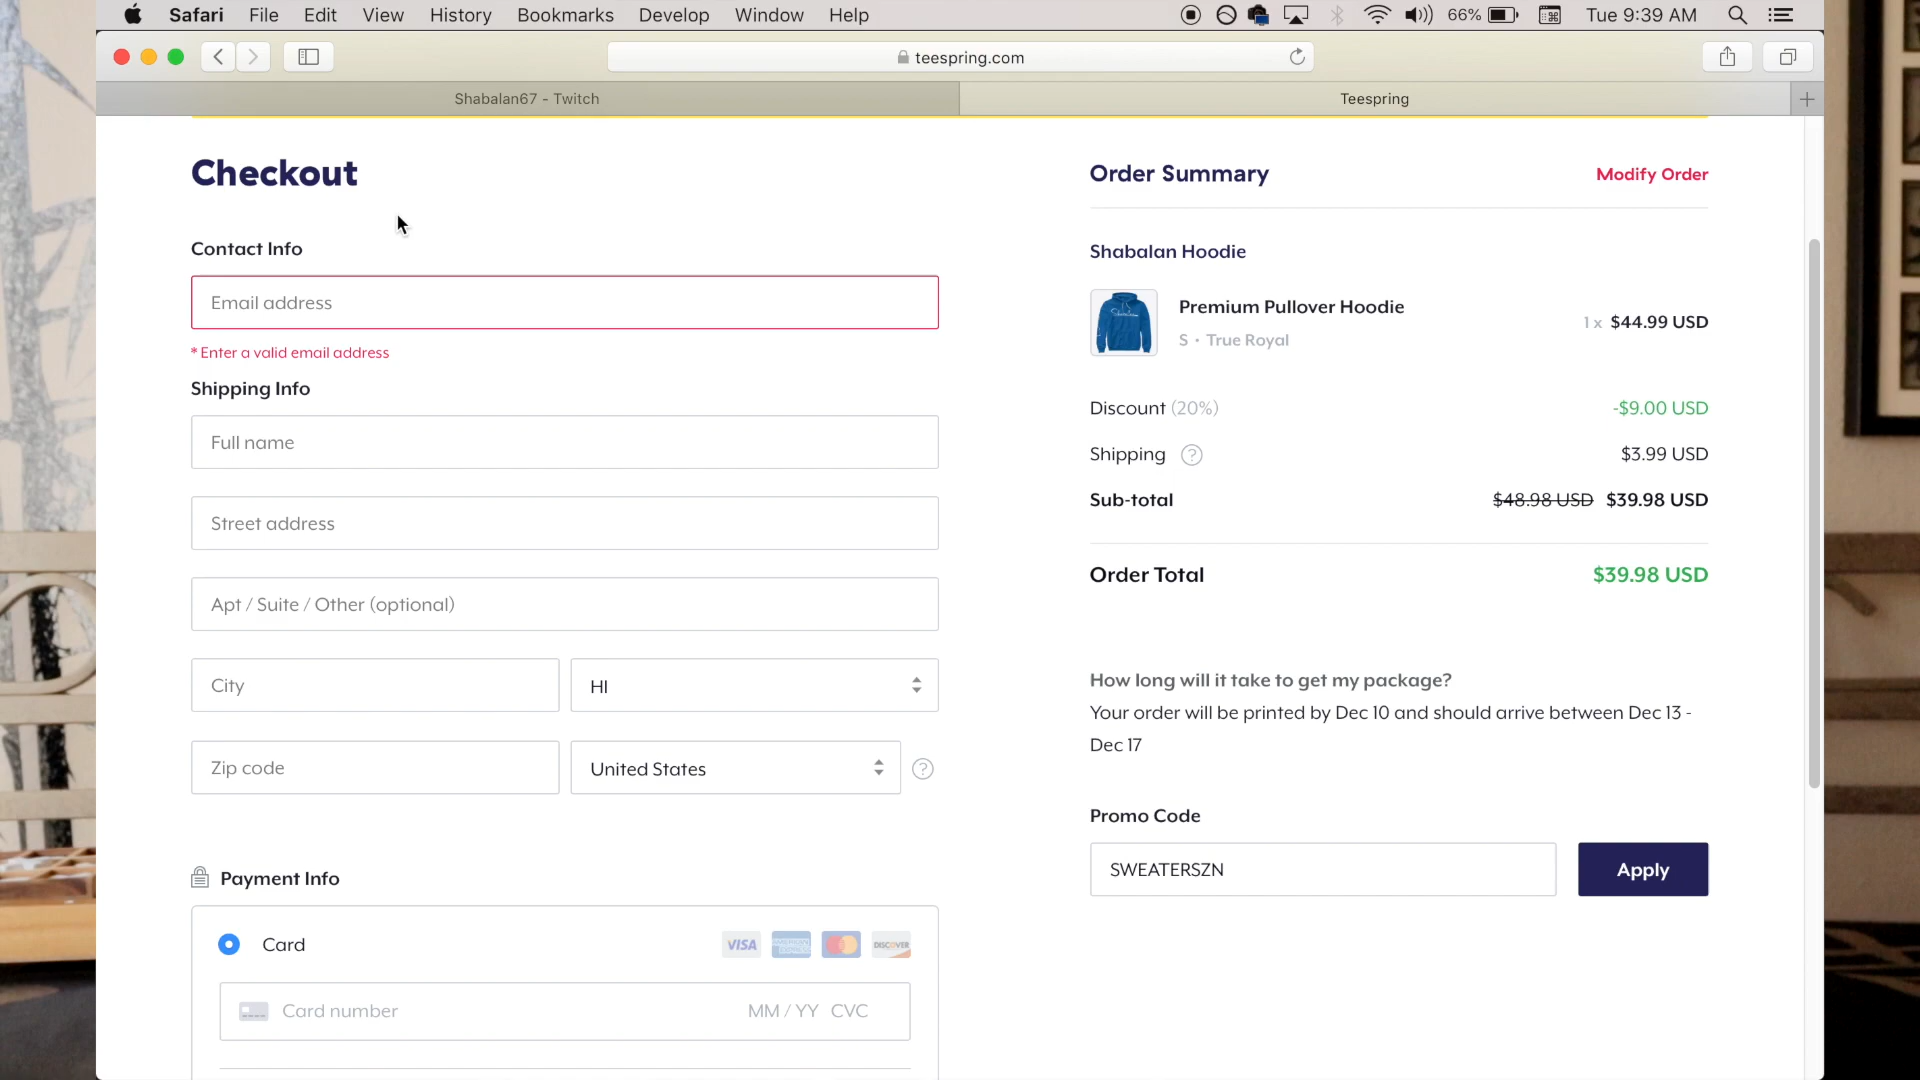 Safari File Edit View History Bookmarks Develop Window Help 66% Tue 9:39 AM
teespring.com
Shabalan67 - Twitch
Teespring
Checkout
Contact Info
Email address
* Enter a valid email address
Shipping Info
Full name
Street address
Apt / Suite / Other (optional)
City
HI
Zip code
United States
?
Payment Info
Card
VISA
DISCOVER
Card number MM / YY CVC
Order Summary
Modify Order
Shabalan Hoodie
Premium Pullover Hoodie
1 x $44.99 USD
S • True Royal
Discount (20%) -$9.00 USD
Shipping ? $3.99 USD
Sub-total $48.98 USD $39.98 USD
Order Total $39.98 USD
How long will it take to get my package?
Your order will be printed by Dec 10 and should arrive between Dec 13 -
Dec 17
Promo Code
SWEATERSZN
Apply